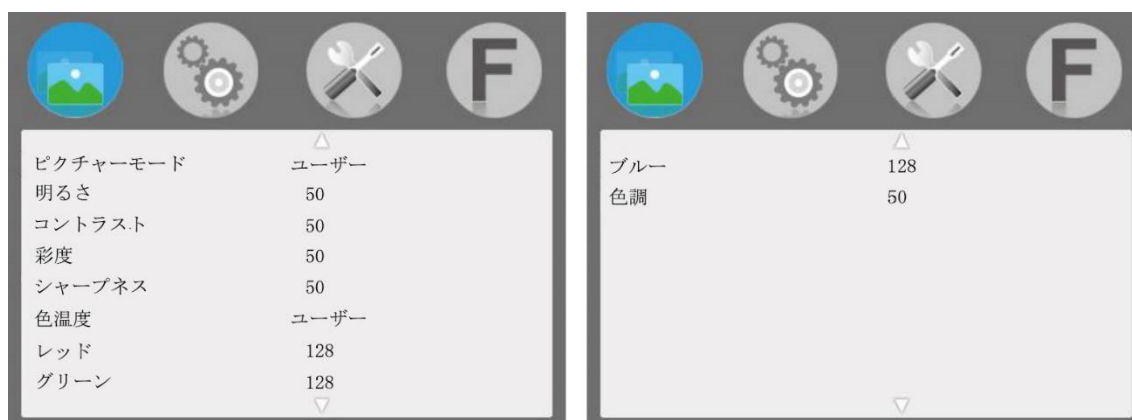 F
ピクチャーモード ユーザー
明るさ 50
コントラスト 50
彩度 50
シャープネス 50
色温度 ユーザー
レッド 128
グリーン 128
F
ブルー 128
色調 50